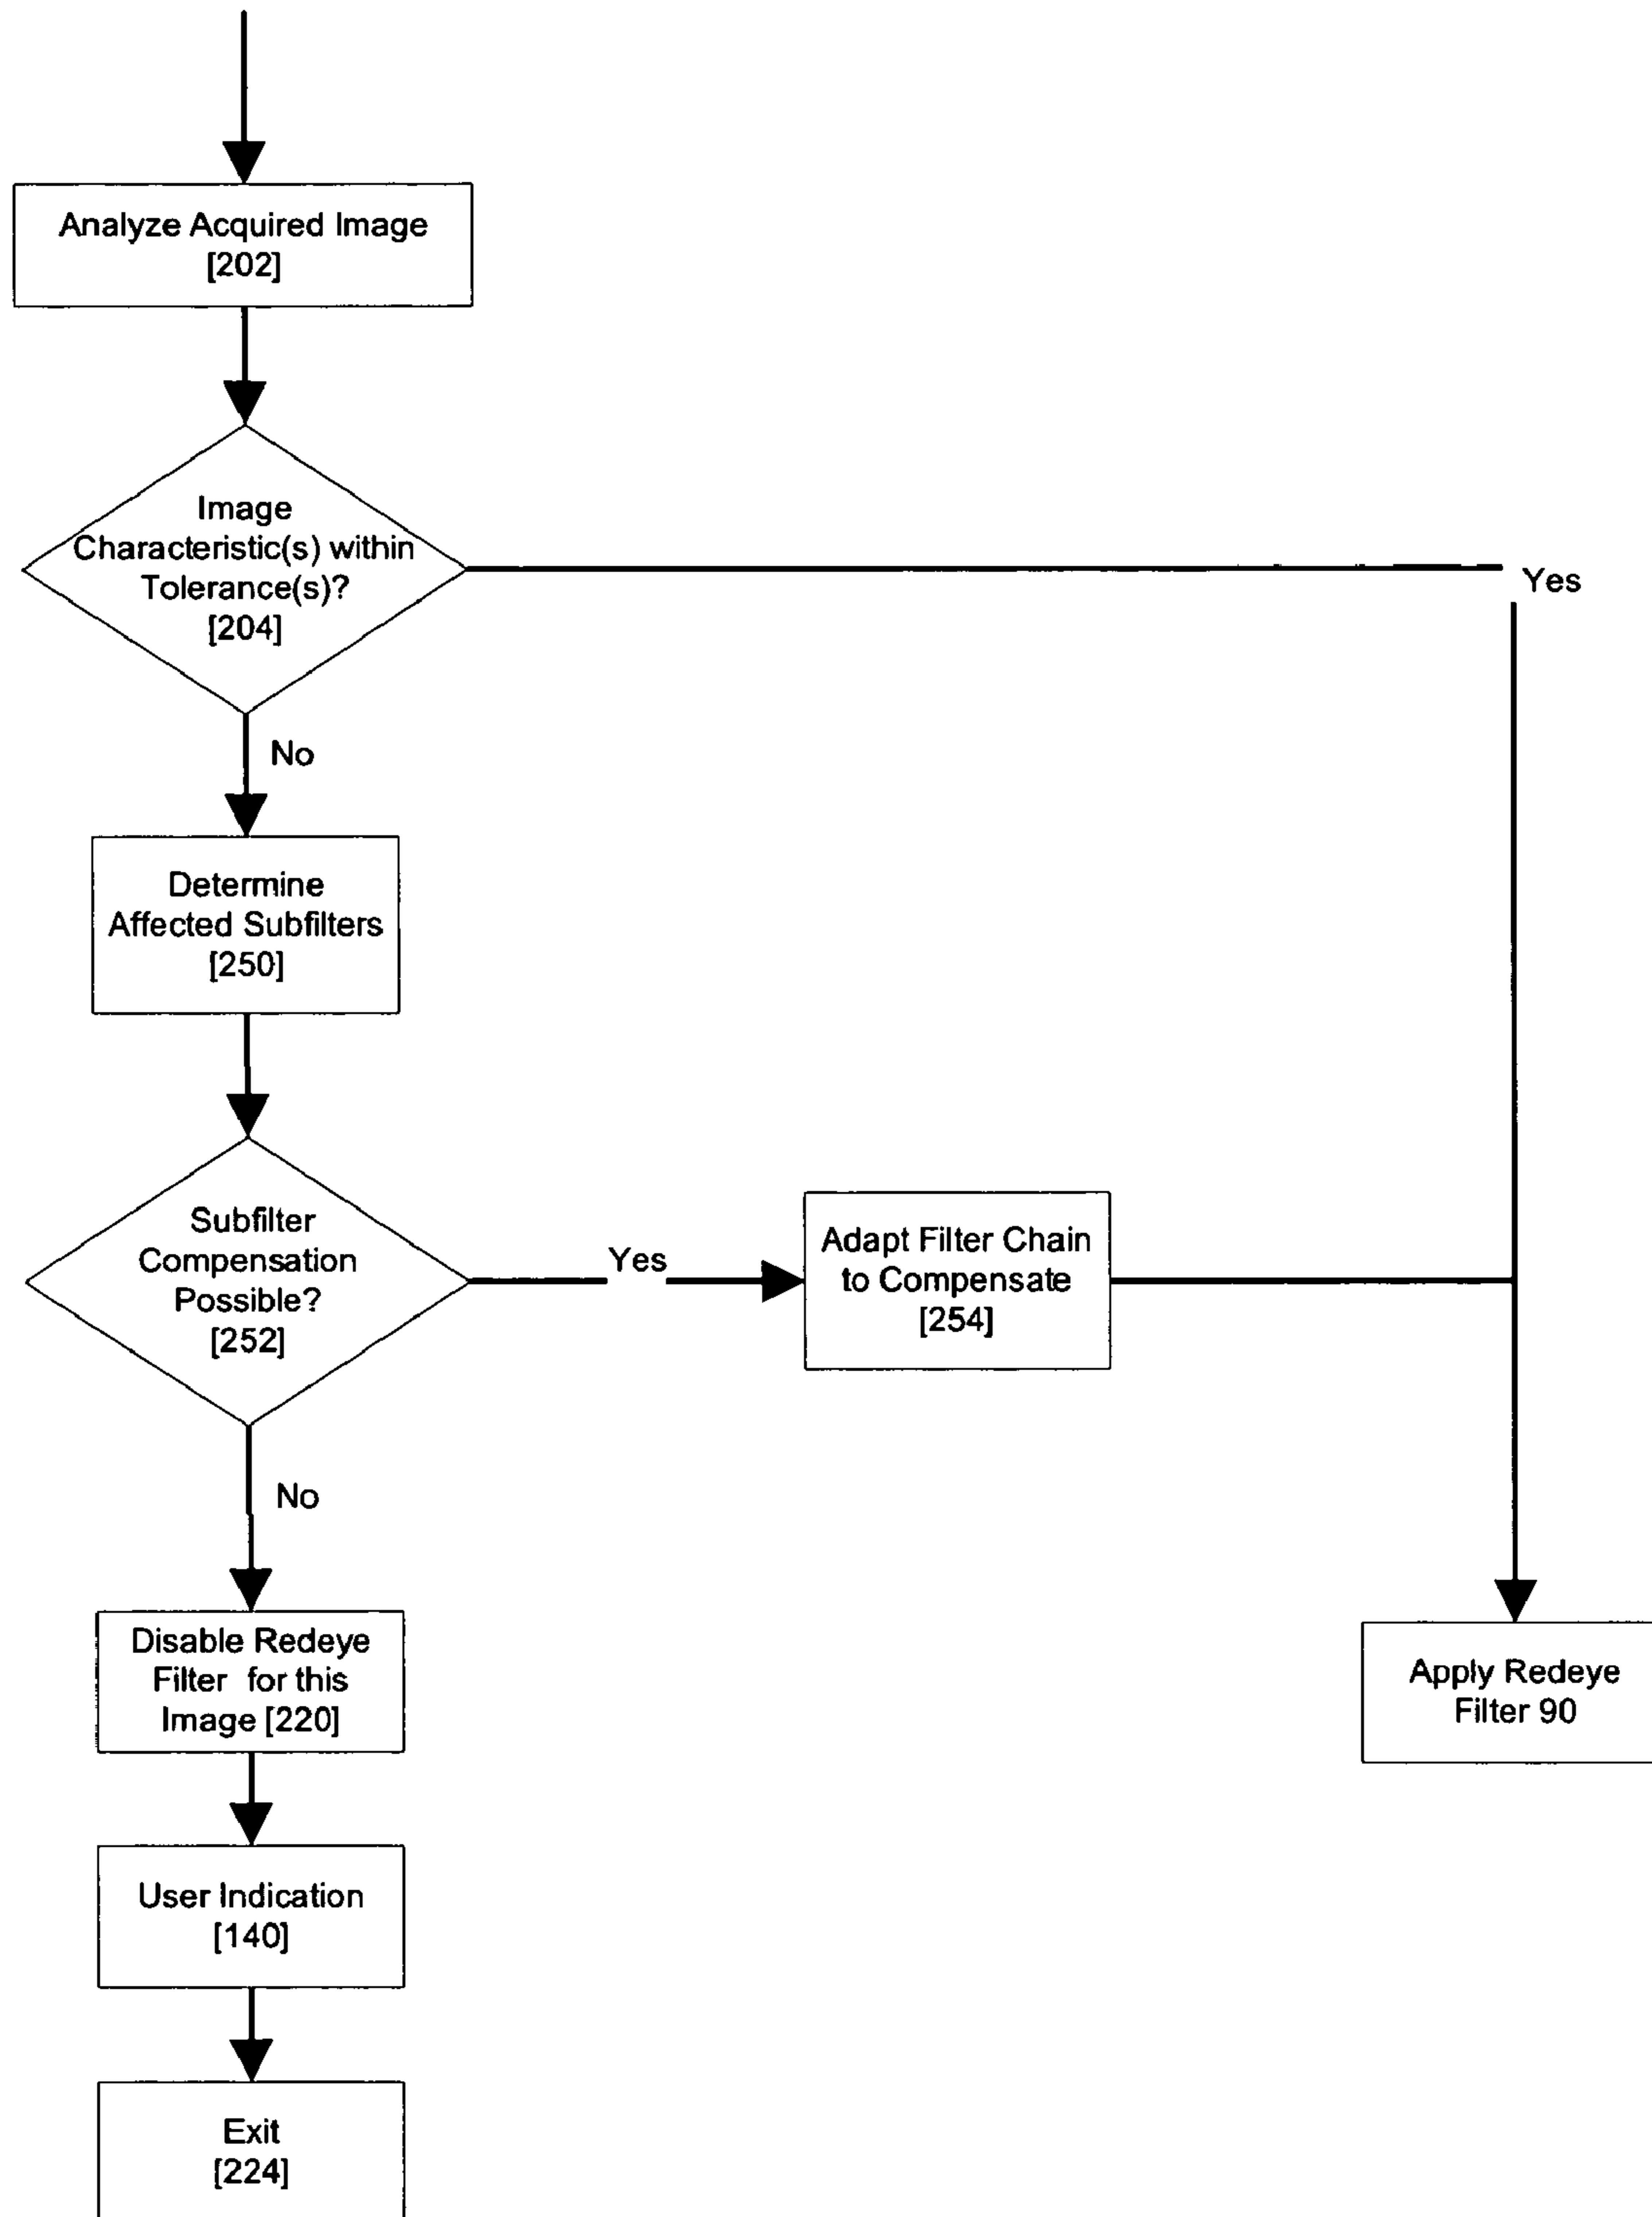 Analyze Acquired Image
[202]
Image
Characteristic(s) within
Tolerance(s)?
[204]
Yes
No
Determine
Affected Subfilters
[250]
Subfilter
Compensation
Possible?
[252]
Yes
Adapt Filter Chain
to Compensate
[254]
No
Disable Redeye
Filter for this
Image [220]
Apply Redeye
Filter 90
User Indication
[140]
Exit
[224]